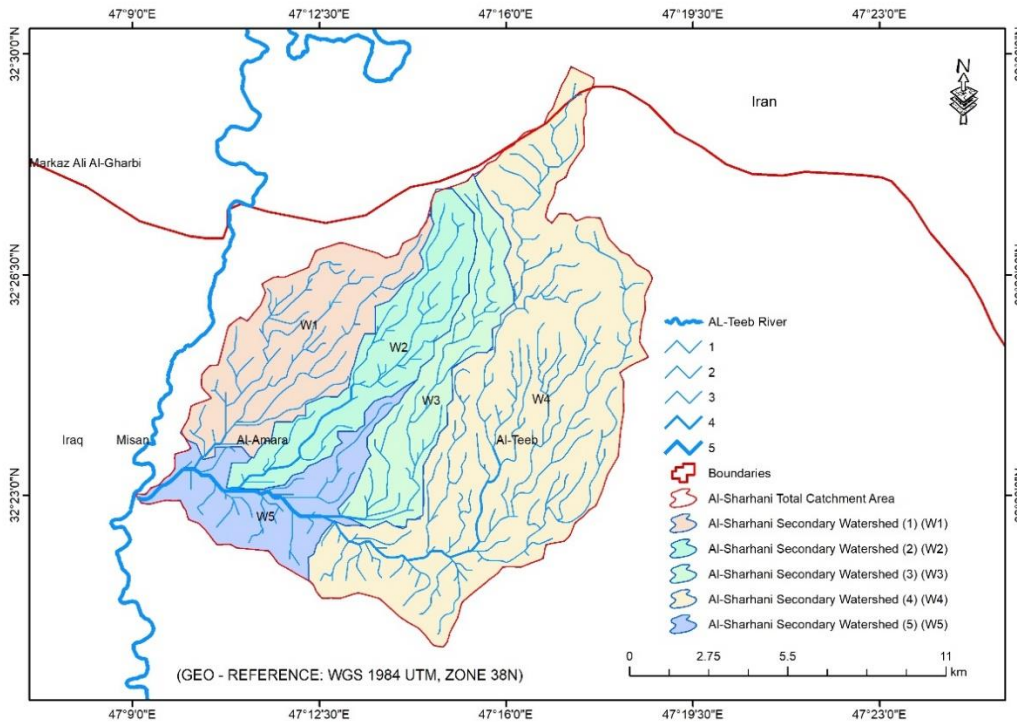 47°9'0"E 47°12'30"E 47°16'0"E 47°19'30"E 47°23'0"E
32°30'0"N
Iran
N
Markaz Ali Al-Gharbi
32°26'30"N
W1
W2
W3
W4
AL-Teeb River
1
2
3
4
5
Iraq Misan Al-Amara Al-Teeb
Boundaries
32°23'0"N
Al-Sharhani Total Catchment Area
W5
Al-Sharhani Secondary Watershed (1) (W1)
Al-Sharhani Secondary Watershed (2) (W2)
Al-Sharhani Secondary Watershed (3) (W3)
Al-Sharhani Secondary Watershed (4) (W4)
Al-Sharhani Secondary Watershed (5) (W5)
0 2.75 5.5 11
km
(GEO - REFERENCE: WGS 1984 UTM, ZONE 38N)
47°9'0"E 47°12'30"E 47°16'0"E 47°19'30"E 47°23'0"E